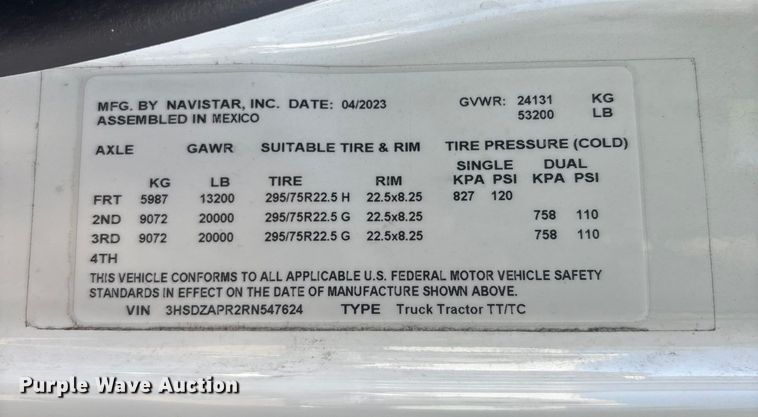 MFG. BY NAVISTAR, INC. DATE: 04/2023 GVWR: 24131 KG
ASSEMBLED IN MEXICO 53200 LB
AXLE GAWR SUITABLE TIRE & RIM TIRE PRESSURE (COLD)
SINGLE DUAL
KG LB TIRE RIM KPA PSI KPA PSI
FRT 5987 13200 295/75R22.5 H 22.5x8.25 827 120
2ND 9072 20000 295/75R22.5 G 22.5x8.25 758 110
3RD 9072 20000 295/75R22.5 G 22.5x8.25 758 110
4TH
THIS VEHICLE CONFORMS TO ALL APPLICABLE U.S. FEDERAL MOTOR VEHICLE SAFETY
STANDARDS IN EFFECT ON THE DATE OF MANUFACTURE SHOWN ABOVE.
VIN 3HSDZAPR2RN547624 TYPE Truck Tractor TT/TC
Purple Wave Auction